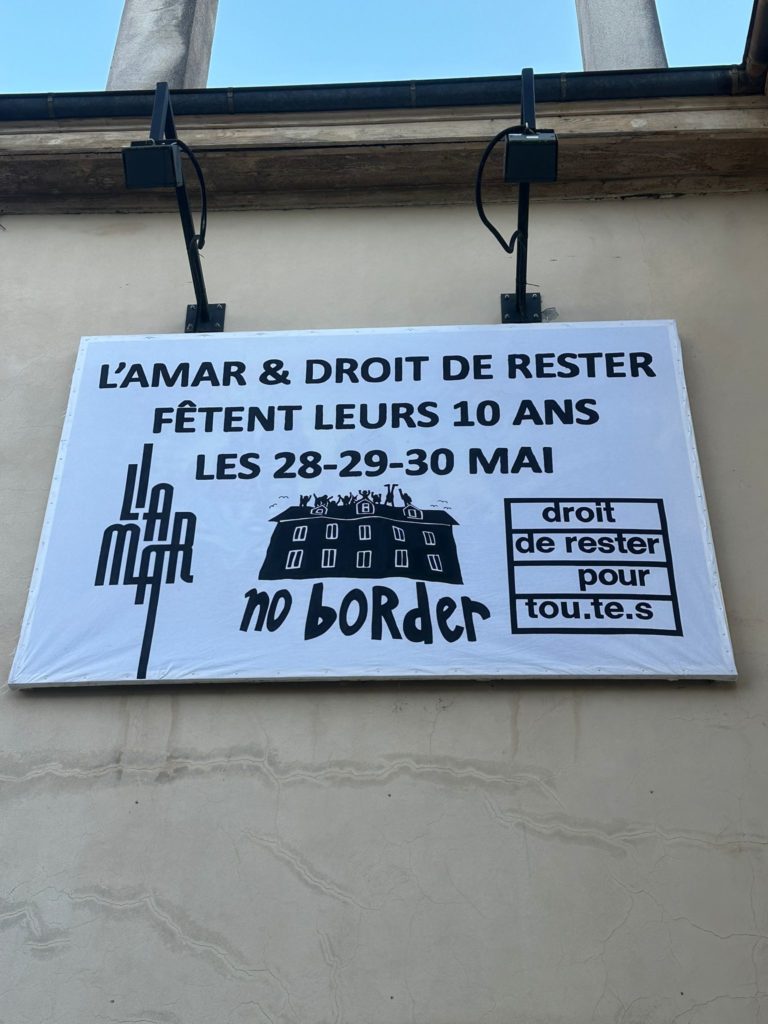 L'AMAR & DROIT DE RESTER
FÊTENT LEURS 10 ANS
LES 28-29-30 MAI
L'A
MAR
no boRder
droit
de rester
pour
tou.te.s